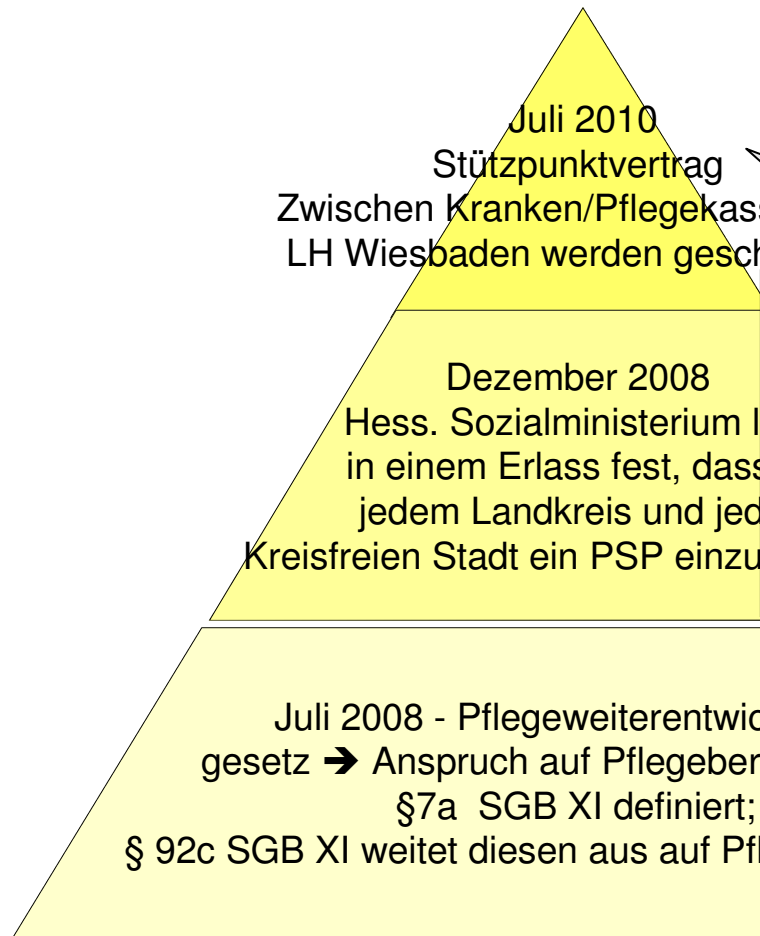 Juli 2010
Stützpunktvertrag
Zwischen Kranken/Pflegekass
LH Wiesbaden werden gesch
Dezember 2008
Hess. Sozialministerium l
in einem Erlass fest, dass
jedem Landkreis und jed
Kreisfreien Stadt ein PSP einzu
Juli 2008 - Pflegeweiterentwic
gesetz ➔ Anspruch auf Pflegeber
§7a SGB XI definiert;
§ 92c SGB XI weitet diesen aus auf Pfl